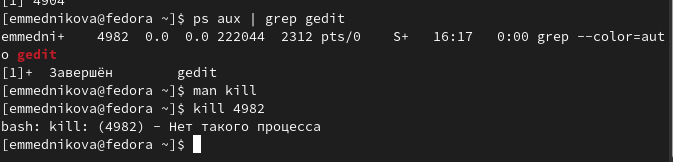 [1] 4904
[emmednikova@fedora ~]$ ps aux | grep gedit
emmedni+    4982  0.0  0.0 222044  2312 pts/0    S+   16:17   0:00 grep --color=aut
o gedit
[1]+  Завершён        gedit
[emmednikova@fedora ~]$ man kill
[emmednikova@fedora ~]$ kill 4982
bash: kill: (4982) – Нет такого процесса
[emmednikova@fedora ~]$